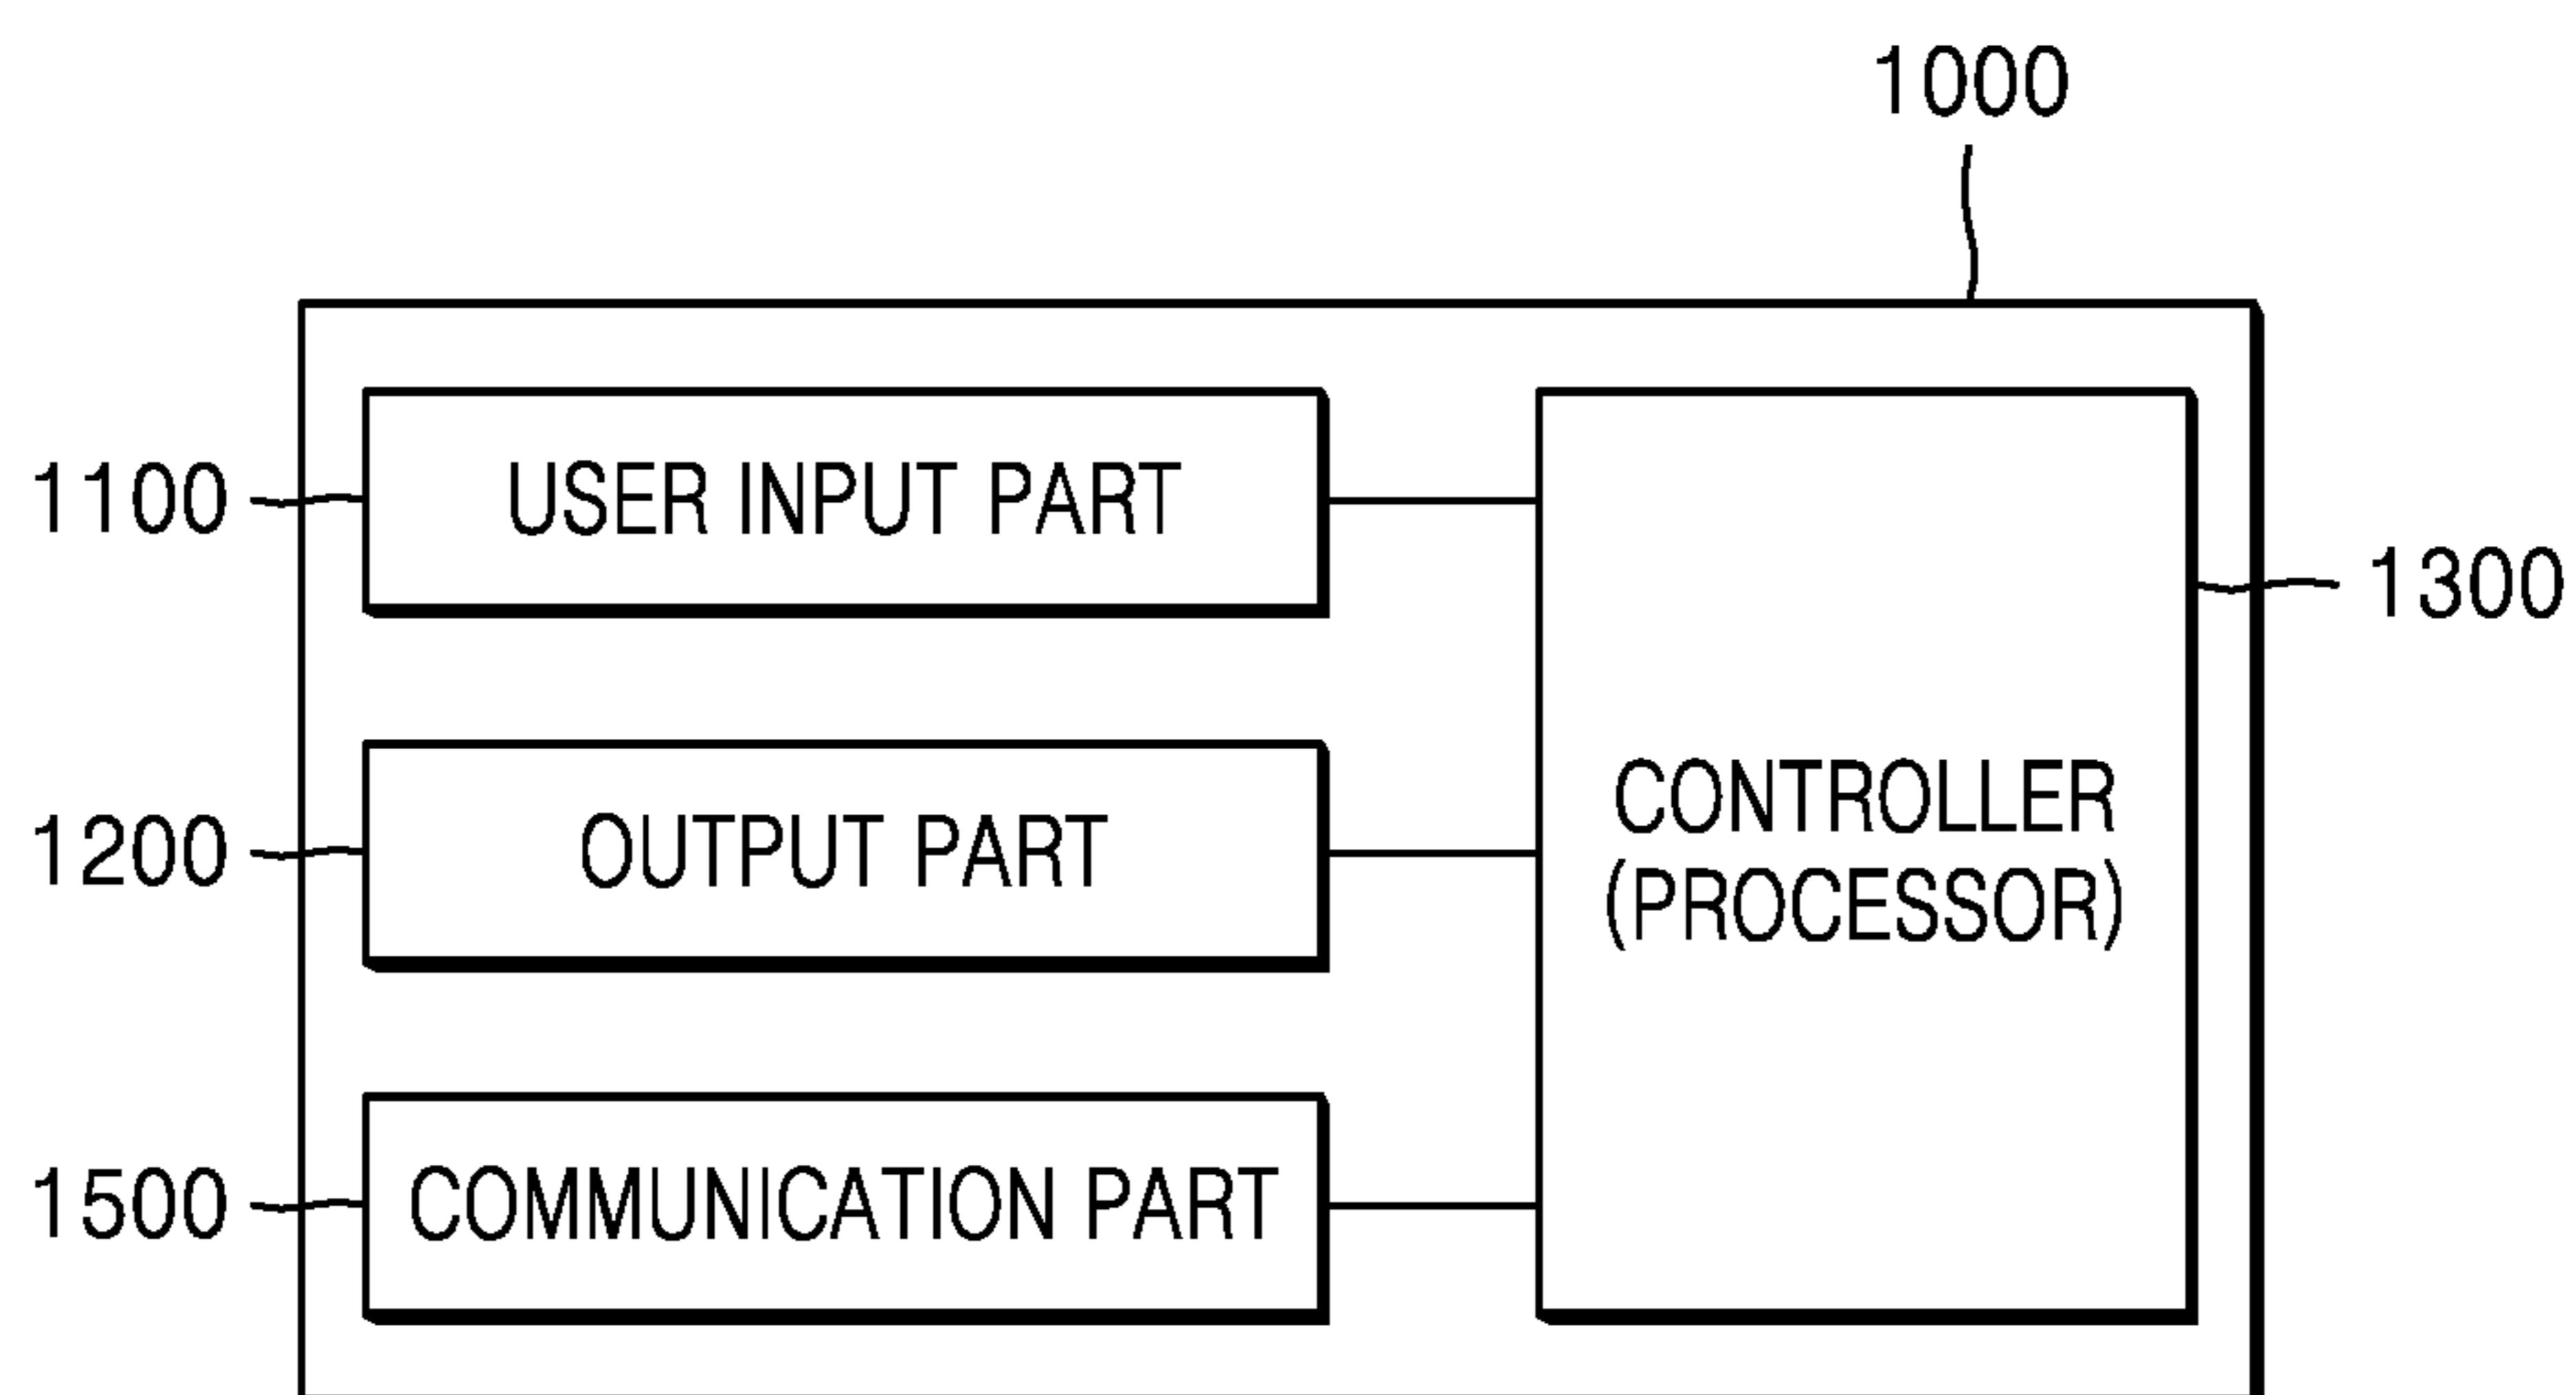 1000
1100
USER INPUT PART
1300
1200
OUTPUT PART
CONTROLLER
(PROCESSOR)
1500
COMMUNICATION PART